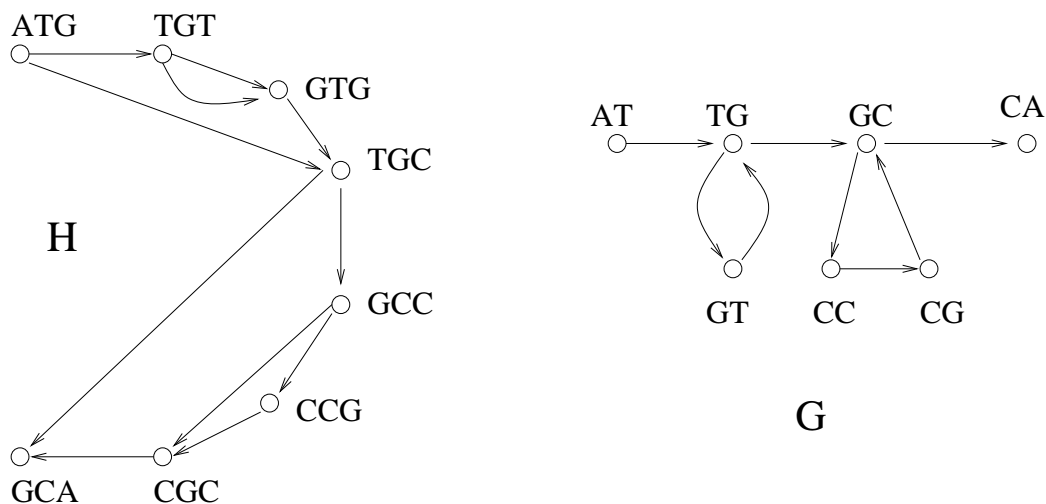 ATG TGT
GTG
TGC
H
GCC
CCG
GCA CGC
AT TG GC CA
GT CC CG
G